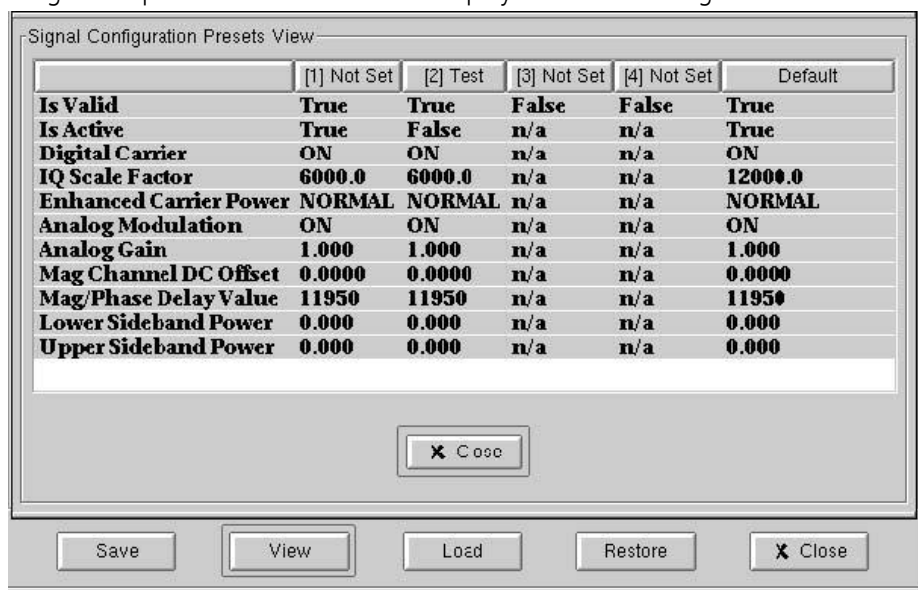 Signal Configuration Presets View
[1] Not Set [2] Test [3] Not Set [4] Not Set Default
Is Valid True True False False True
Is Active True False n/a n/a True
Digital Carrier ON ON n/a n/a ON
IQ Scale Factor 6000.0 6000.0 n/a n/a 12000.0
Enhanced Carrier Power NORMAL NORMAL n/a n/a NORMAL
Analog Modulation ON ON n/a n/a ON
Analog Gain 1.000 1.000 n/a n/a 1.000
Mag Channel DC Offset 0.0000 0.0000 n/a n/a 0.0000
Mag/Phase Delay Value 11950 11950 n/a n/a 11950
Lower Sideband Power 0.000 0.000 n/a n/a 0.000
Upper Sideband Power 0.000 0.000 n/a n/a 0.000
Close
Save View Load Restore Close